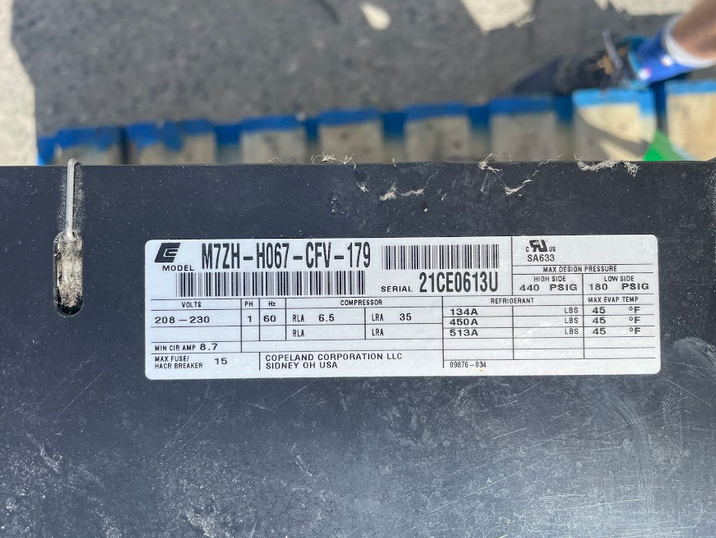 MODEL M7ZH-H067-CFV-179
SERIAL 21CE0613U
C UL US
SA633
MAX DESIGN PRESSURE
HIGH SIDE LOW SIDE
440 PSIG 180 PSIG
VOLTS PH Hz COMPRESSOR REFRIGERANT MAX EVAP TEMP
208-230 1 60 RLA 6.5 LRA 35 134A LBS 45 °F
450A LBS 45 °F
RLA LRA 513A LBS 45 °F
MIN CIR AMP 8.7
MAX FUSE/
HACR BREAKER 15
COPELAND CORPORATION LLC
SIDNEY OH USA
09876-034